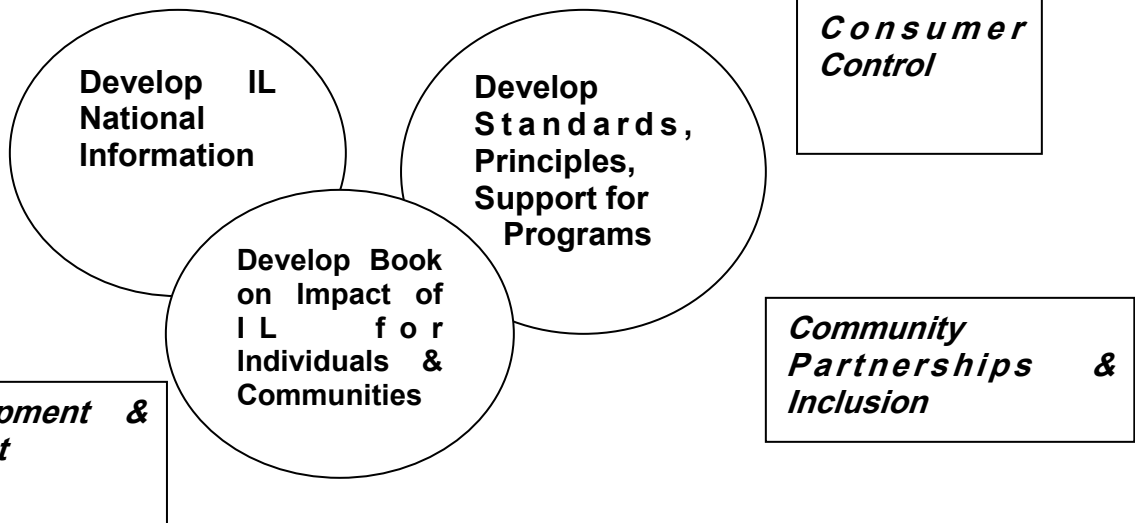 Develop IL
National
Information
Develop
Standards,
Principles,
Support for
Programs
Develop Book
on Impact of
IL for
Individuals &
Communities
Consumer
Control
Community
Partnerships &
Inclusion
&